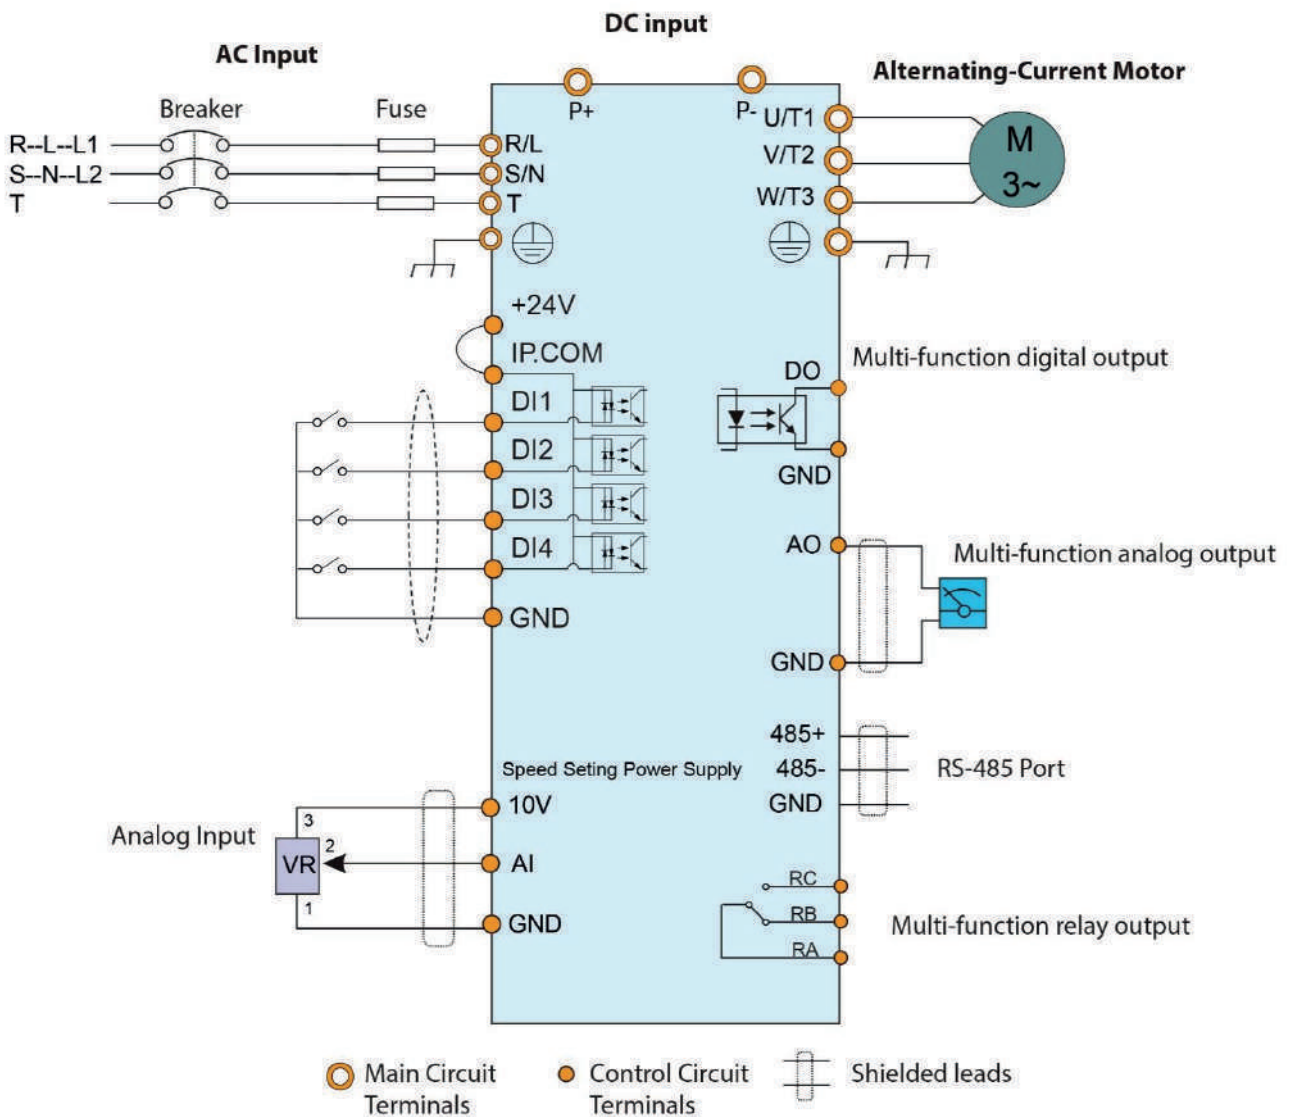 DC input
AC Input
Alternating-Current Motor
Breaker
Fuse
P+
P-
U/T1
M
3~
R--L--L1
R/L
V/T2
S--N--L2
S/N
T
T
W/T3
+24V
IP.COM
DO
Multi-function digital output
DI1
DI2
GND
DI3
DI4
AO
Multi-function analog output
GND
GND
485+
Speed Seting Power Supply
485-
RS-485 Port
10V
GND
Analog Input
3
VR
2
AI
1
GND
RC
RB
Multi-function relay output
RA
Main Circuit
Terminals
Control Circuit
Terminals
Shielded leads